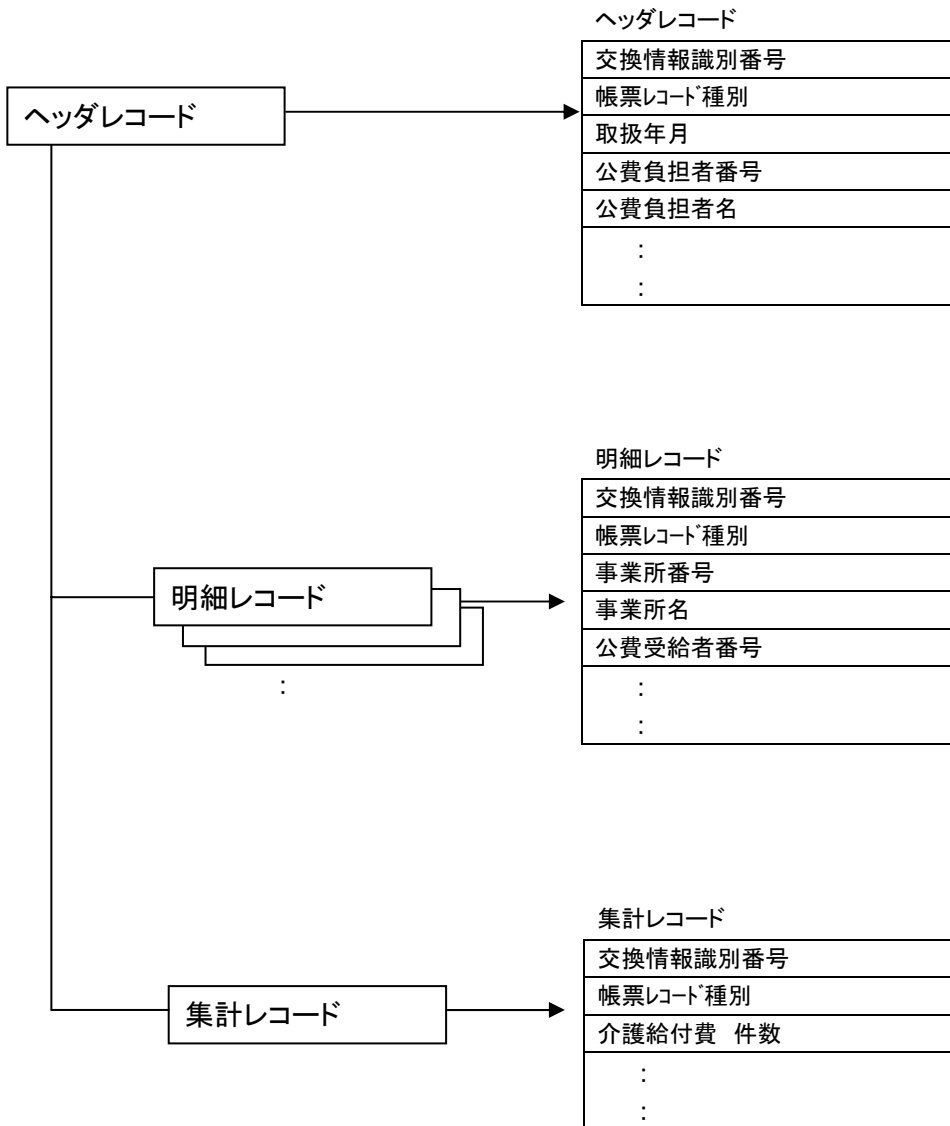 ヘッダレコード
ヘッダレコード
交換情報識別番号
帳票ﾚｺｰﾄﾞ種別
取扱年月
公費負担者番号
公費負担者名
:
:
明細レコード
:
明細レコード
交換情報識別番号
帳票ﾚｺｰﾄﾞ種別
事業所番号
事業所名
公費受給者番号
:
:
集計レコード
集計レコード
交換情報識別番号
帳票ﾚｺｰﾄﾞ種別
介護給付費　件数
:
: